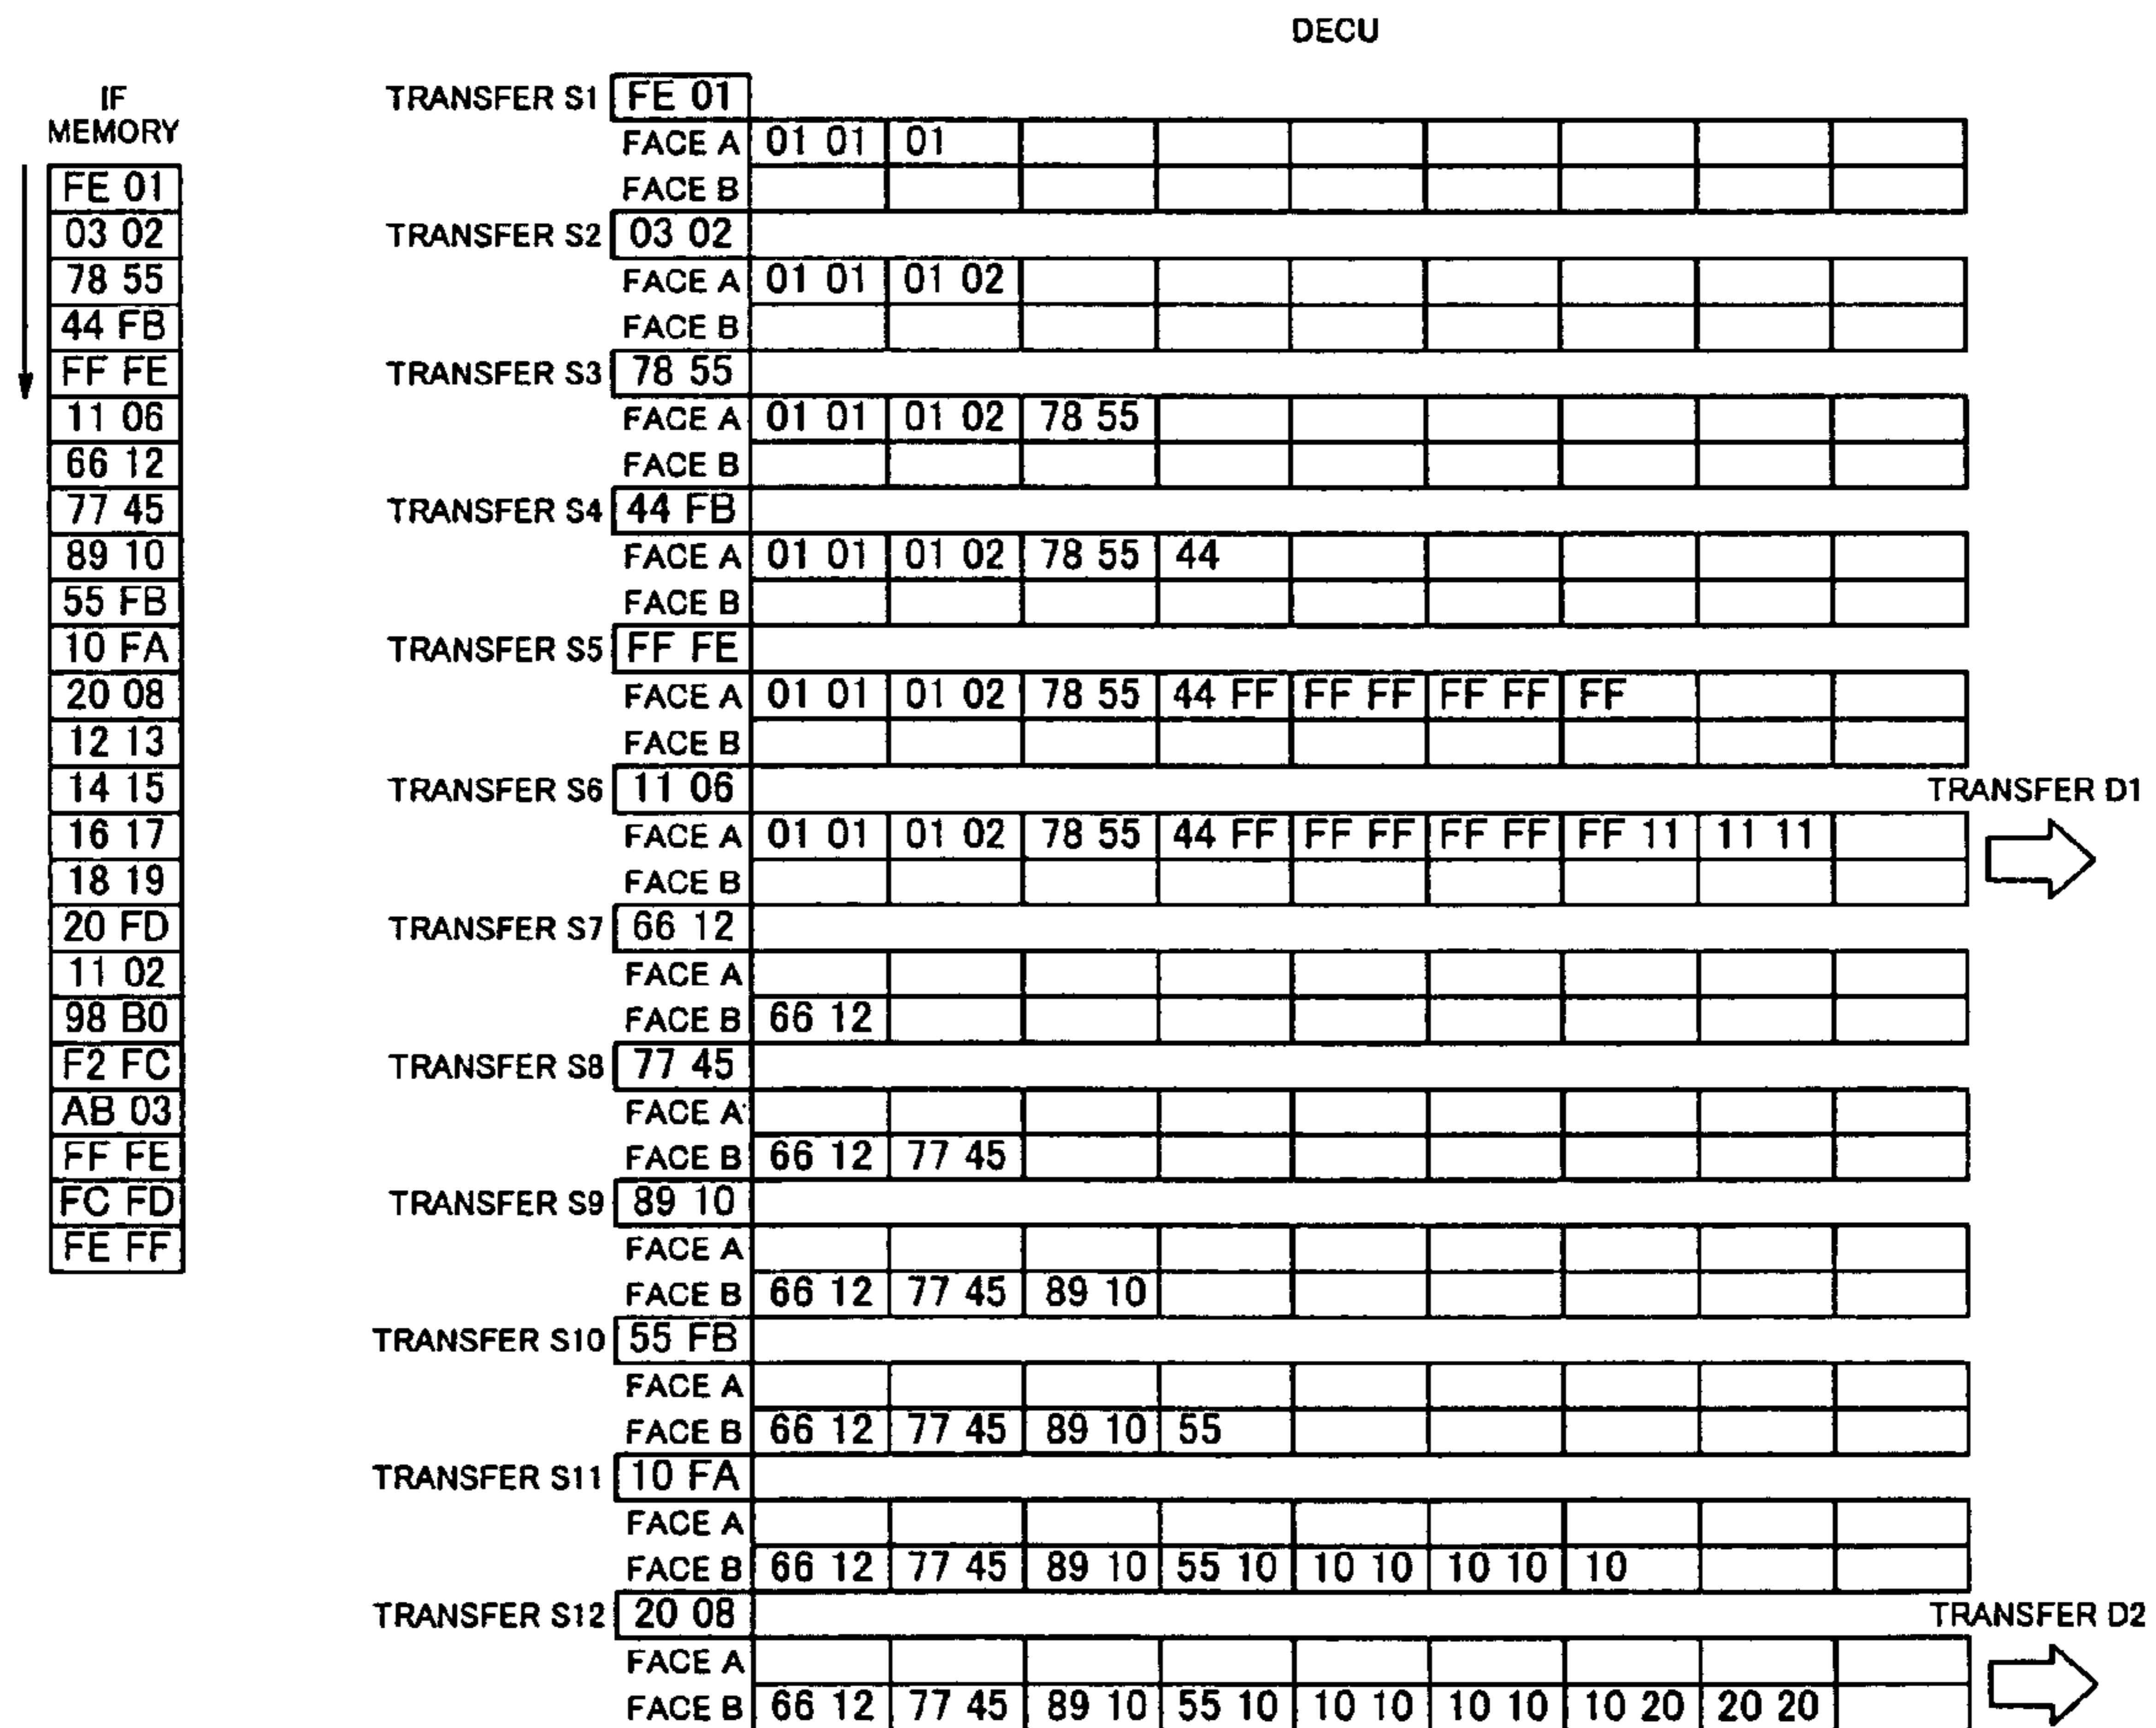 DECU
IF
MEMORY
FE 01
03 02
78 55
44 FB
FF FE
11 06
66 12
77 45
89 10
55 FB
10 FA
20 08
12 13
14 15
16 17
18 19
20 FD
11 02
98 B0
F2 FC
AB 03
FF FE
FC FD
FE FF
TRANSFER S1 FE 01
FACE A 01 01 01
FACE B
TRANSFER S2 03 02
FACE A 01 01 01 02
FACE B
TRANSFER S3 78 55
FACE A 01 01 01 02 78 55
FACE B
TRANSFER S4 44 FB
FACE A 01 01 01 02 78 55 44
FACE B
TRANSFER S5 FF FE
FACE A 01 01 01 02 78 55 44 FF FF FF FF FF FF
FACE B
TRANSFER S6 11 06 TRANSFER D1
FACE A 01 01 01 02 78 55 44 FF FF FF FF FF FF 11 11 11
FACE B
TRANSFER S7 66 12
FACE A
FACE B 66 12
TRANSFER S8 77 45
FACE A
FACE B 66 12 77 45
TRANSFER S9 89 10
FACE A
FACE B 66 12 77 45 89 10
TRANSFER S10 55 FB
FACE A
FACE B 66 12 77 45 89 10 55
TRANSFER S11 10 FA
FACE A
FACE B 66 12 77 45 89 10 55 10 10 10 10 10 10
TRANSFER S12 20 08 TRANSFER D2
FACE A
FACE B 66 12 77 45 89 10 55 10 10 10 10 10 10 20 20 20